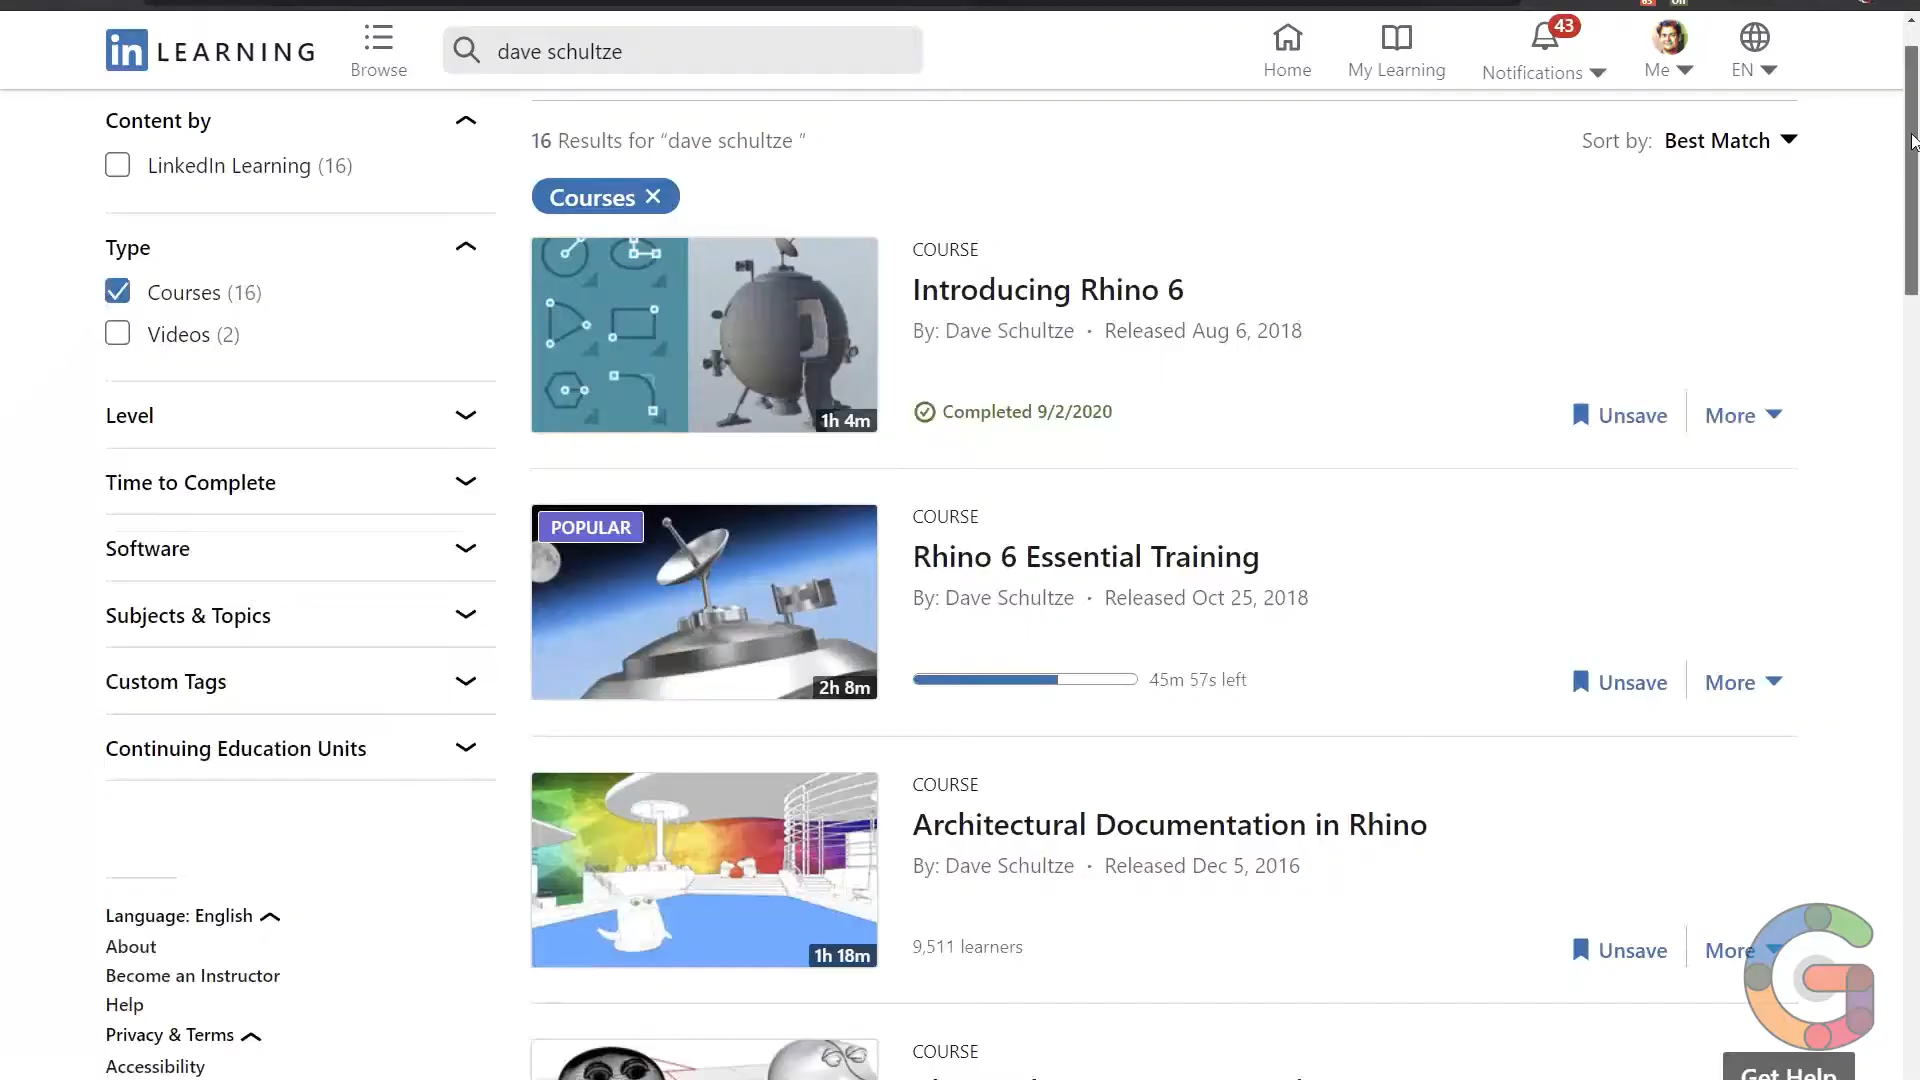 65
on
in LEARNING
Browse
dave schultze
Home
My Learning
43
Notifications
Me
EN
Content by
LinkedIn Learning (16)
Type
Courses (16)
Videos (2)
Level
Time to Complete
Software
Subjects & Topics
Custom Tags
Continuing Education Units
Language: English
About
Become an Instructor
Help
Privacy & Terms
Accessibility
16 Results for “dave schultze ”
Sort by: Best Match
Courses
COURSE
Introducing Rhino 6
By: Dave Schultze · Released Aug 6, 2018
1h 4m
Completed 9/2/2020
Unsave
More
POPULAR
COURSE
Rhino 6 Essential Training
By: Dave Schultze · Released Oct 25, 2018
2h 8m
45m 57s left
Unsave
More
COURSE
Architectural Documentation in Rhino
By: Dave Schultze · Released Dec 5, 2016
1h 18m
9,511 learners
Unsave
More
COURSE
Get Help